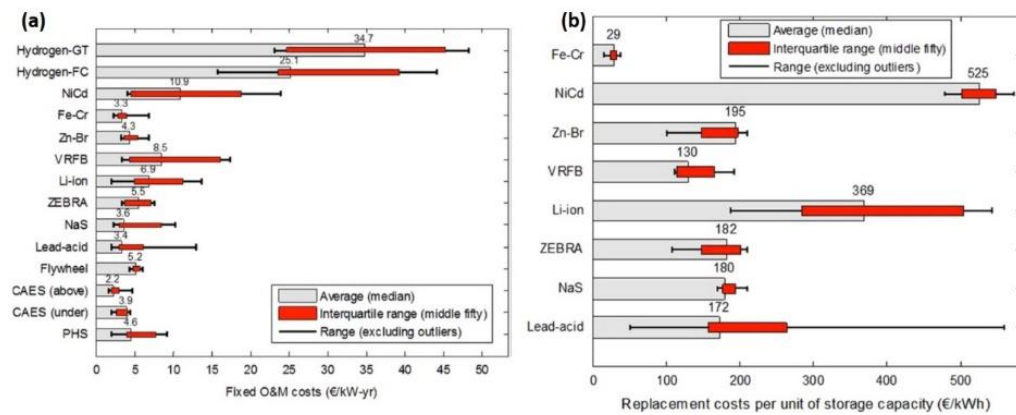 (a)
34.7
Hydrogen-GT
25.1
Hydrogen-FC
10.9
NiCd
3.3
Fe-Cr
4.3
Zn-Br
8.5
VRFB
6.9
Li-ion
5.5
ZEBRA
3.6
NaS
3.4
Lead-acid
5.2
Flywheel
2.2
CAES (above)
3.9
CAES (under)
4.6
PHS
Average (median)
Interquartile range (middle fifty)
Range (excluding outliers)
0 5 10 15 20 25 30 35 40 45 50
Fixed O&M costs (€/kW-yr)
(b)
Average (median)
Interquartile range (middle fifty)
Range (excluding outliers)
29
Fe-Cr
525
NiCd
195
Zn-Br
130
VRFB
369
Li-ion
182
ZEBRA
180
NaS
172
Lead-acid
0 100 200 300 400 500
Replacement costs per unit of storage capacity (€/kWh)